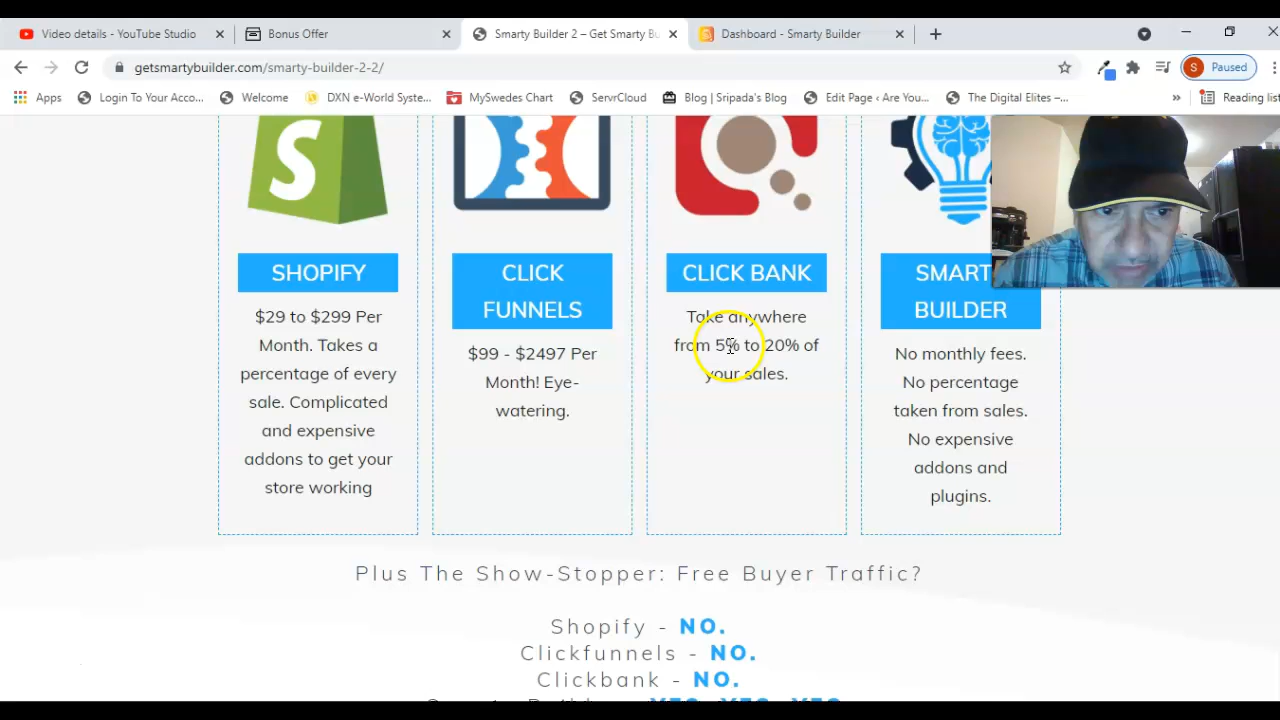 Video details - YouTube Studio
Bonus Offer
Smarty Builder 2 – Get Smarty Bu
Dashboard - Smarty Builder
getsmartybuilder.com/smarty-builder-2-2/
S Paused
Apps
Login To Your Acco...
Welcome
DXN e-World Syste...
MySwedes Chart
ServrCloud
Blog | Sripada's Blog
Edit Page ‹ Are You...
The Digital Elites –...
»
Reading list
S
SHOPIFY
$29 to $299 Per
Month. Takes a
percentage of every
sale. Complicated
and expensive
addons to get your
store working
CLICK
FUNNELS
$99 - $2497 Per
Month! Eye-
watering.
CLICK BANK
Take anywhere
from 5% to 20% of
your sales.
SMART
BUILDER
No monthly fees.
No percentage
taken from sales.
No expensive
addons and
plugins.
Plus The Show-Stopper: Free Buyer Traffic?
Shopify - NO.
Clickfunnels - NO.
Clickbank - NO.